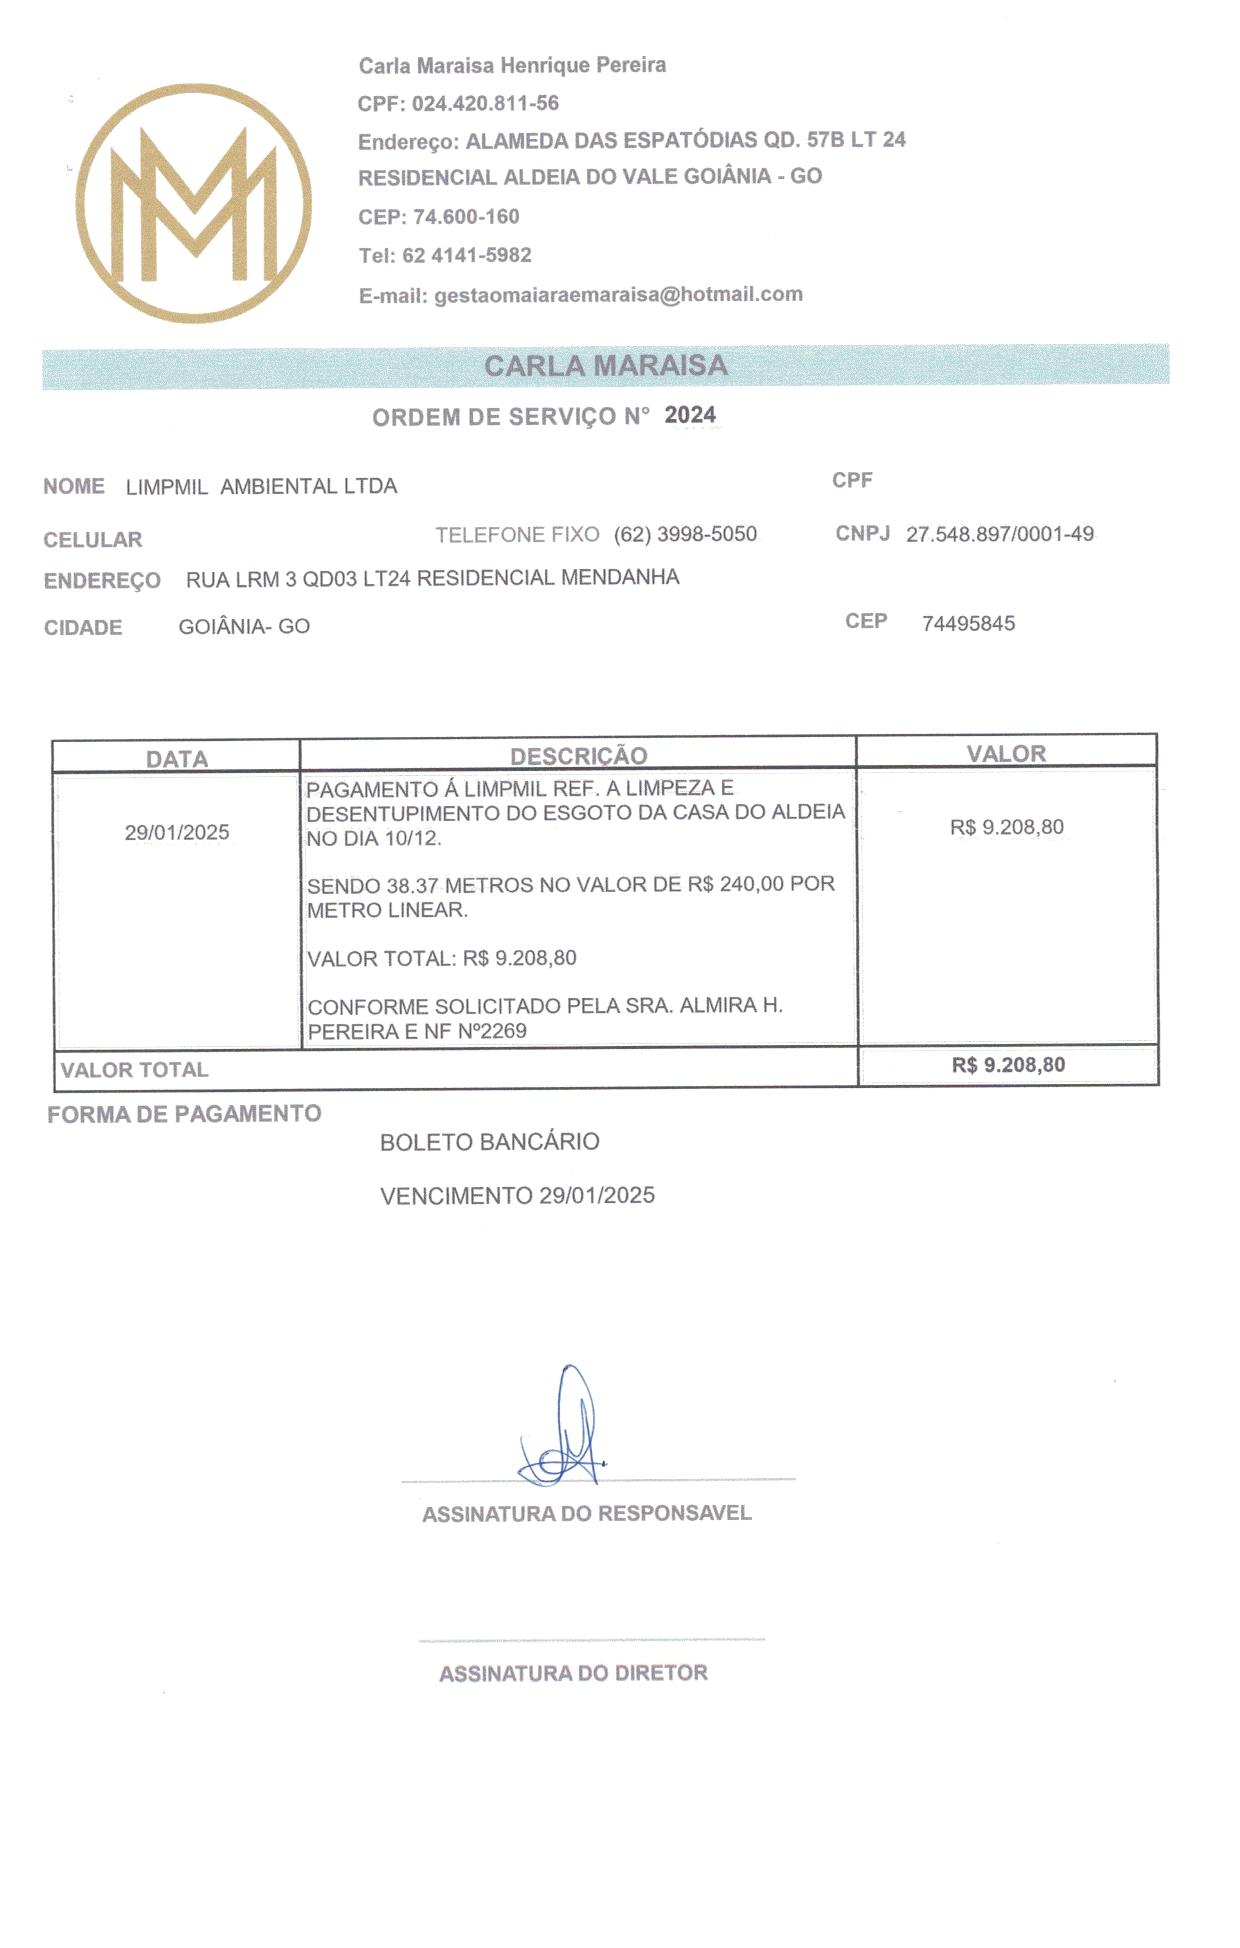 Carla Maraisa Henrique Pereira
CPF: 024.420.811-56
Endereço: ALAMEDA DAS ESPATÓDIAS QD. 57B LT 24
RESIDENCIAL ALDEIA DO VALE GOIÂNIA - GO
CEP: 74.600-160
Tel: 62 4141-5982
E-mail: gestaomaiaraemaraisa@hotmail.com
CARLA MARAISA
ORDEM DE SERVIÇO N° 2024
NOME LIMPMIL AMBIENTAL LTDA CPF
CELULAR TELEFONE FIXO (62) 3998-5050 CNPJ 27.548.897/0001-49
ENDEREÇO RUA LRM 3 QD03 LT24 RESIDENCIAL MENDANHA
CIDADE GOIÂNIA- GO CEP 74495845
DATA DESCRIÇÃO VALOR
PAGAMENTO Á LIMPMIL REF. A LIMPEZA E
DESENTUPIMENTO DO ESGOTO DA CASA DO ALDEIA
29/01/2025 NO DIA 10/12. R$ 9.208,80
SENDO 38.37 METROS NO VALOR DE R$ 240,00 POR
METRO LINEAR.
VALOR TOTAL: R$ 9.208,80
CONFORME SOLICITADO PELA SRA. ALMIRA H.
PEREIRA E NF Nº2269
VALOR TOTAL R$ 9.208,80
FORMA DE PAGAMENTO
BOLETO BANCÁRIO
VENCIMENTO 29/01/2025
ASSINATURA DO RESPONSAVEL
ASSINATURA DO DIRETOR